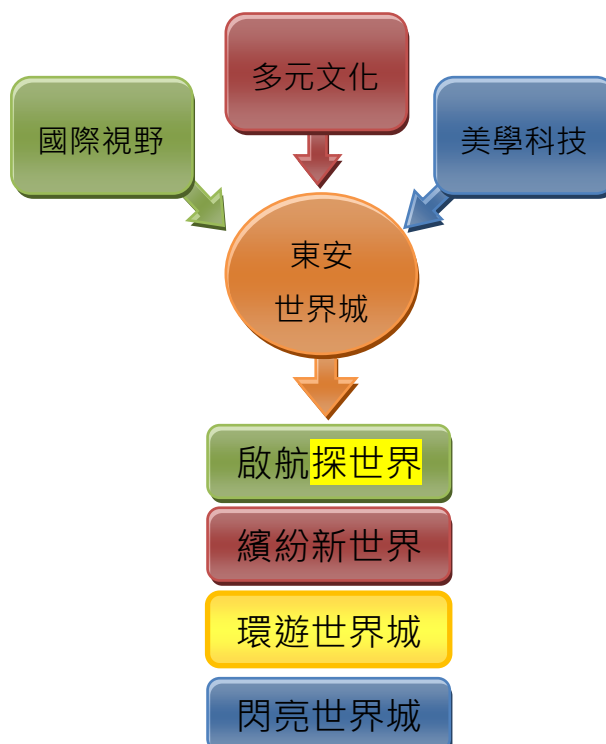 多元文化
國際視野
美學科技
東安
世界城
啟航探世界
繽紛新世界
環遊世界城
閃亮世界城